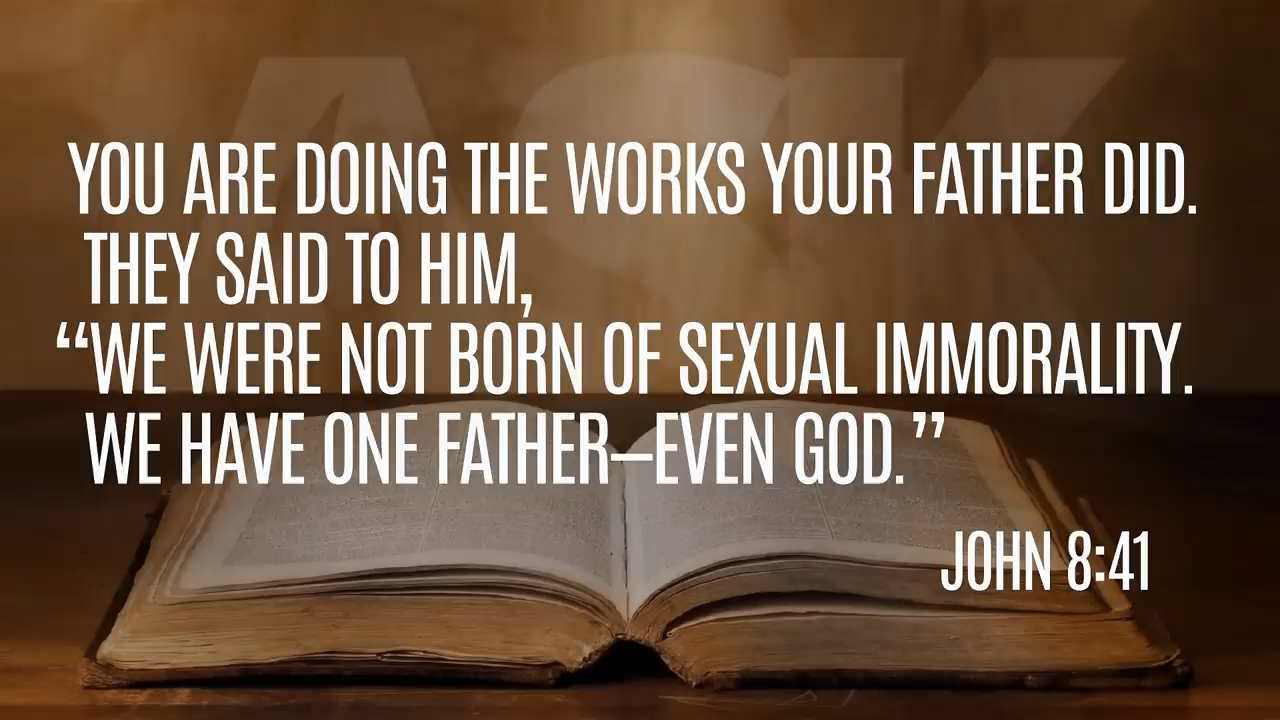 ASK
YOU ARE DOING THE WORKS YOUR FATHER DID.
THEY SAID TO HIM,
“WE WERE NOT BORN OF SEXUAL IMMORALITY.
WE HAVE ONE FATHER—EVEN GOD.”
JOHN 8:41